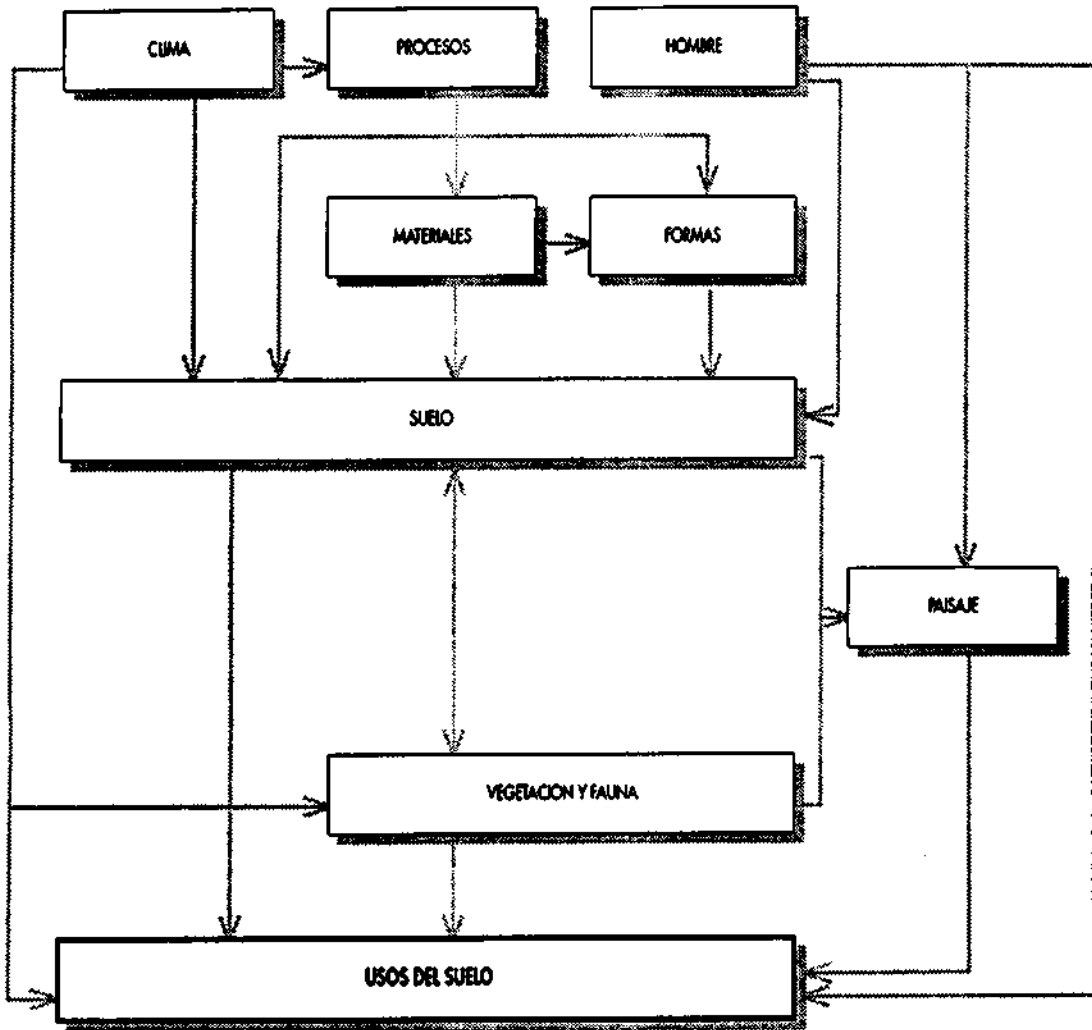 CLIMA
PROCESOS
HOMBRE
MATERIALES
FORMAS
SUELO
PAISAJE
VEGETACION Y FAUNA
USOS DEL SUELO